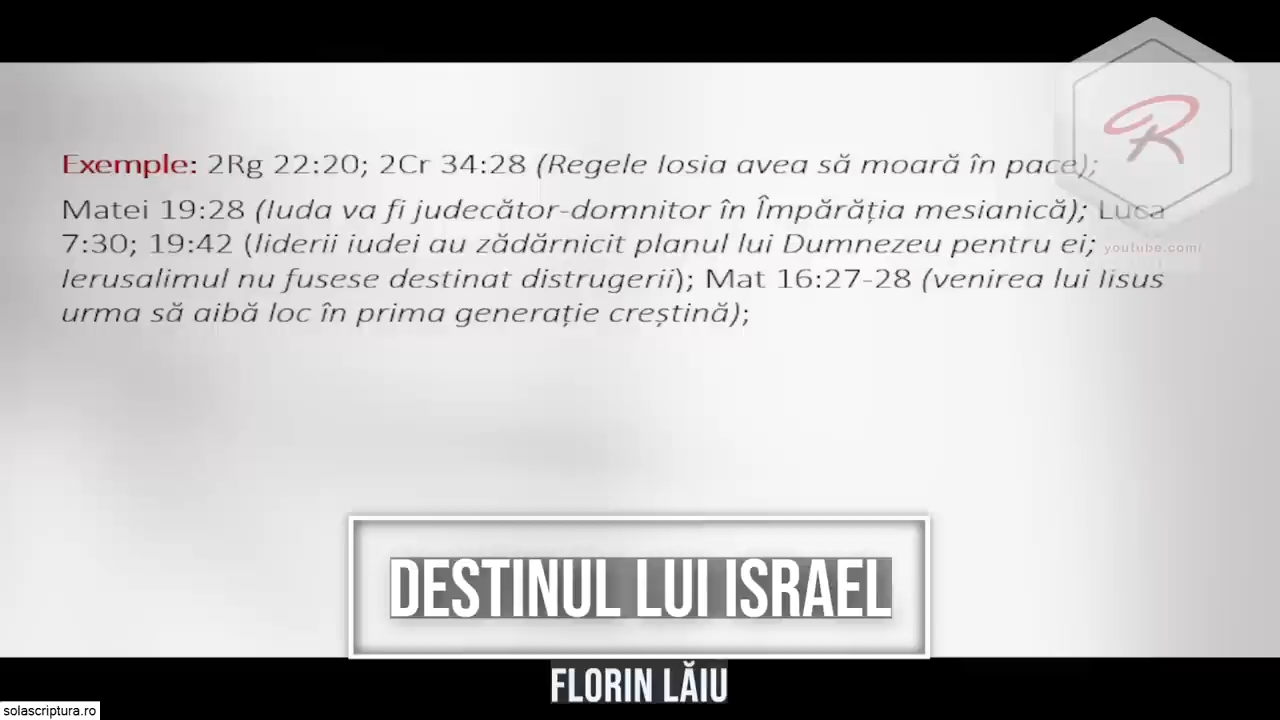 Exemple: 2Rg 22:20; 2Cr 34:28 (Regele Iosia avea să moară în pace);
Matei 19:28 (Iuda va fi judecător-domnitor în Împărăția mesianică); Luca
7:30; 19:42 (liderii iudei au zădărnicit planul lui Dumnezeu pentru ei;
Ierusalimul nu fusese destinat distrugerii); Mat 16:27-28 (venirea lui Iisus
urma să aibă loc în prima generație creștină);
R
youtube.com/
DESTINUL LUI ISRAEL
FLORIN LĂIU
solascriptura.ro